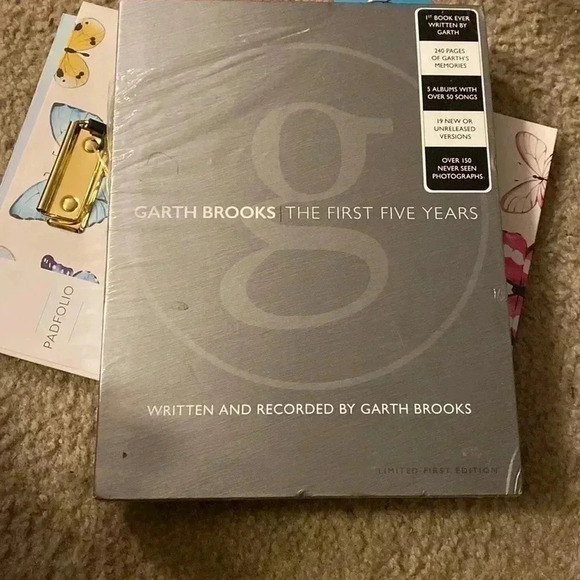 1ST BOOK EVER
WRITTEN BY
GARTH
240 PAGES
OF GARTH'S
MEMORIES
5 ALBUMS WITH
OVER 50 SONGS
19 NEW OR
UNRELEASED
VERSIONS
OVER 150
NEVER SEEN
PHOTOGRAPHS
g
GARTH BROOKS | THE FIRST FIVE YEARS
WRITTEN AND RECORDED BY GARTH BROOKS
LIMITED FIRST EDITION
PADFOLIO